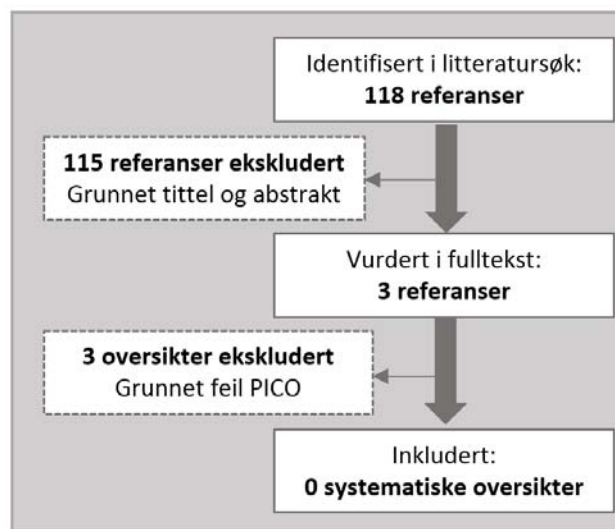 Identifisert i litteratursøk:
118 referanser
115 referanser ekskludert
Grunnet tittel og abstrakt
Vurdert i fulltekst:
3 referanser
3 oversikter ekskludert
Grunnet feil PICO
Inkludert:
0 systematiske oversikter